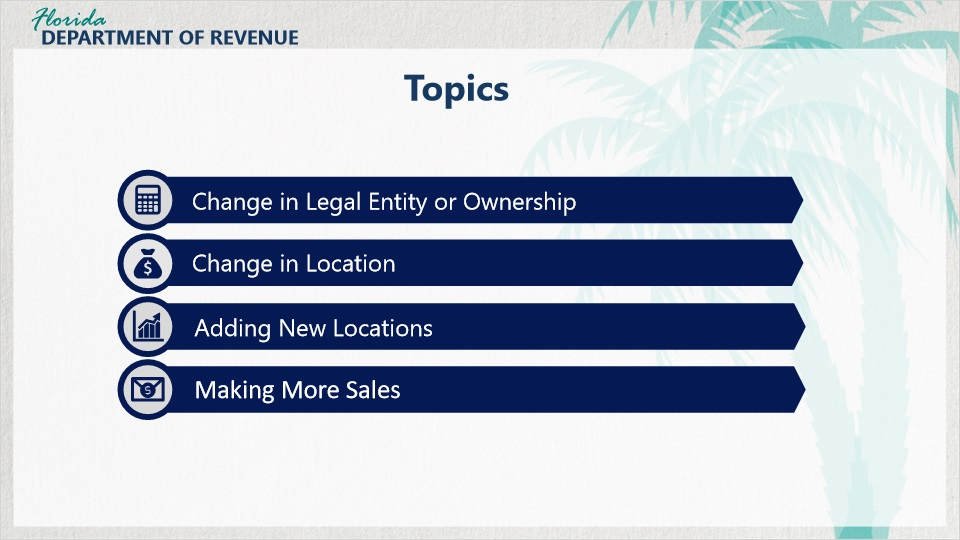 Florida
DEPARTMENT OF REVENUE
Topics
Change in Legal Entity or Ownership
$
Change in Location
Adding New Locations
$
Making More Sales